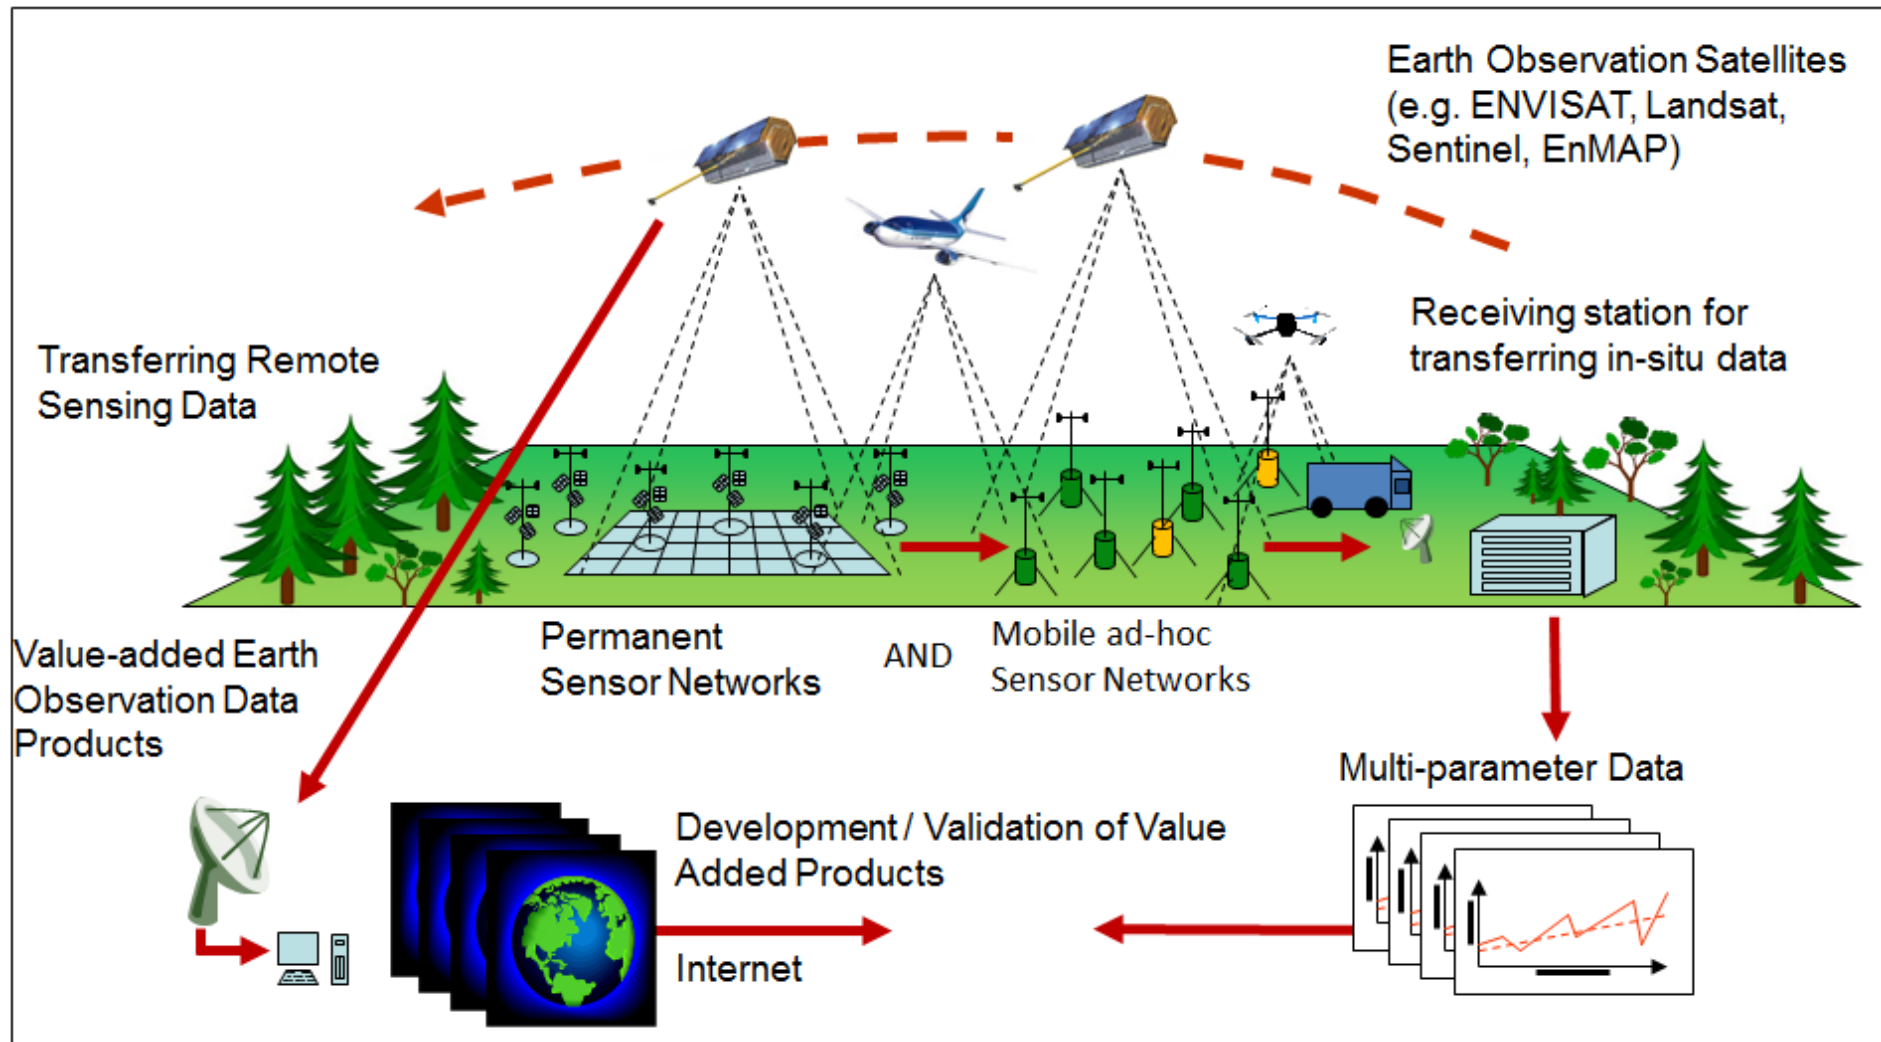 Earth Observation Satellites
(e.g. ENVISAT, Landsat,
Sentinel, EnMAP)
Receiving station for
transferring in-situ data
Transferring Remote
Sensing Data
Value-added Earth
Observation Data
Products
Permanent
Sensor Networks
AND
Mobile ad-hoc
Sensor Networks
Multi-parameter Data
Development / Validation of Value
Added Products
Internet